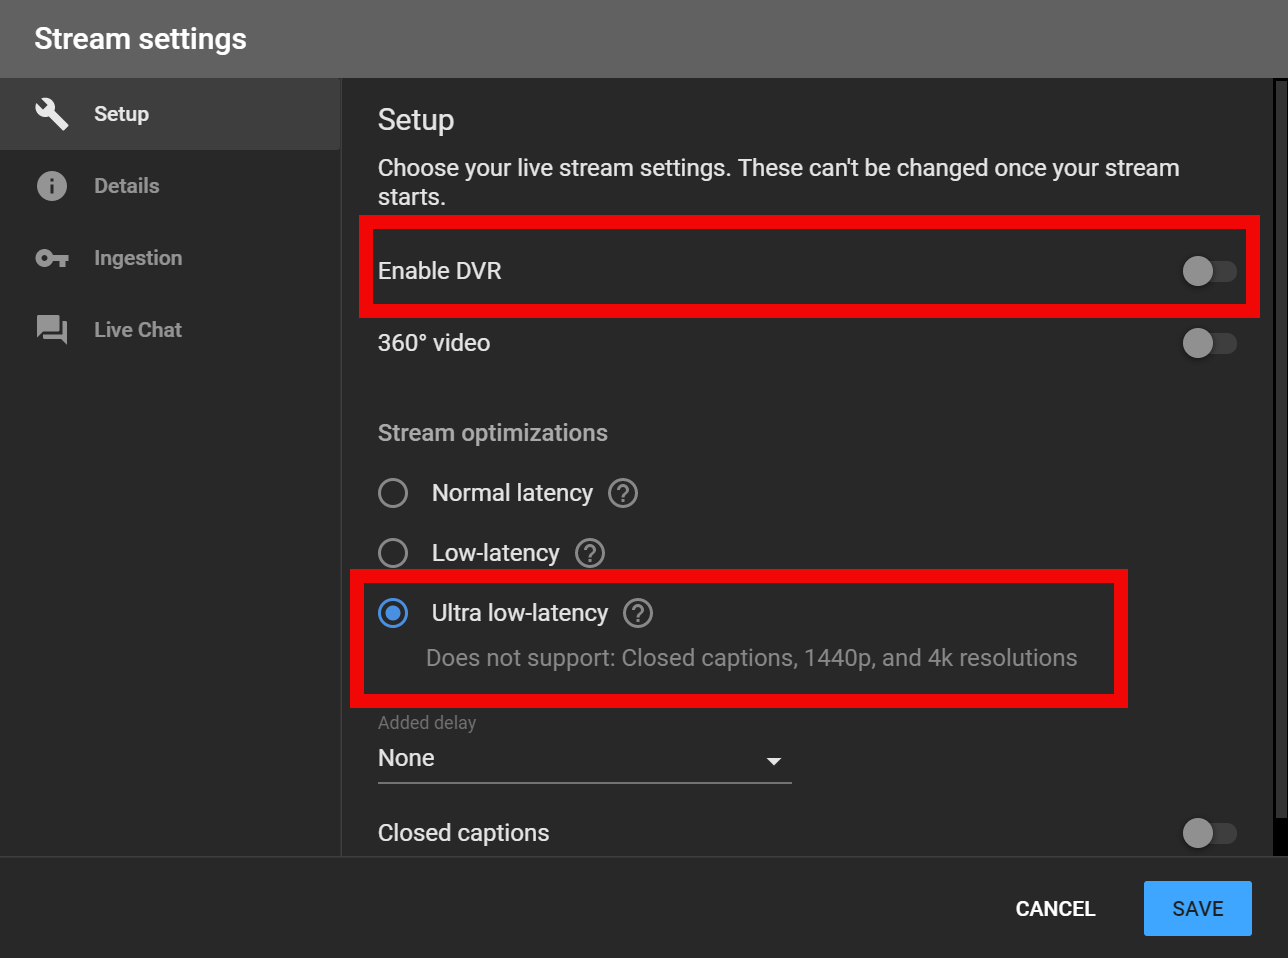 Stream settings
Setup
Details
Ingestion
Live Chat
Setup
Choose your live stream settings. These can't be changed once your stream
starts.
Enable DVR
360° video
Stream optimizations
Normal latency
Low-latency
Ultra low-latency
Does not support: Closed captions, 1440p, and 4k resolutions
Added delay
None
Closed captions
CANCEL SAVE